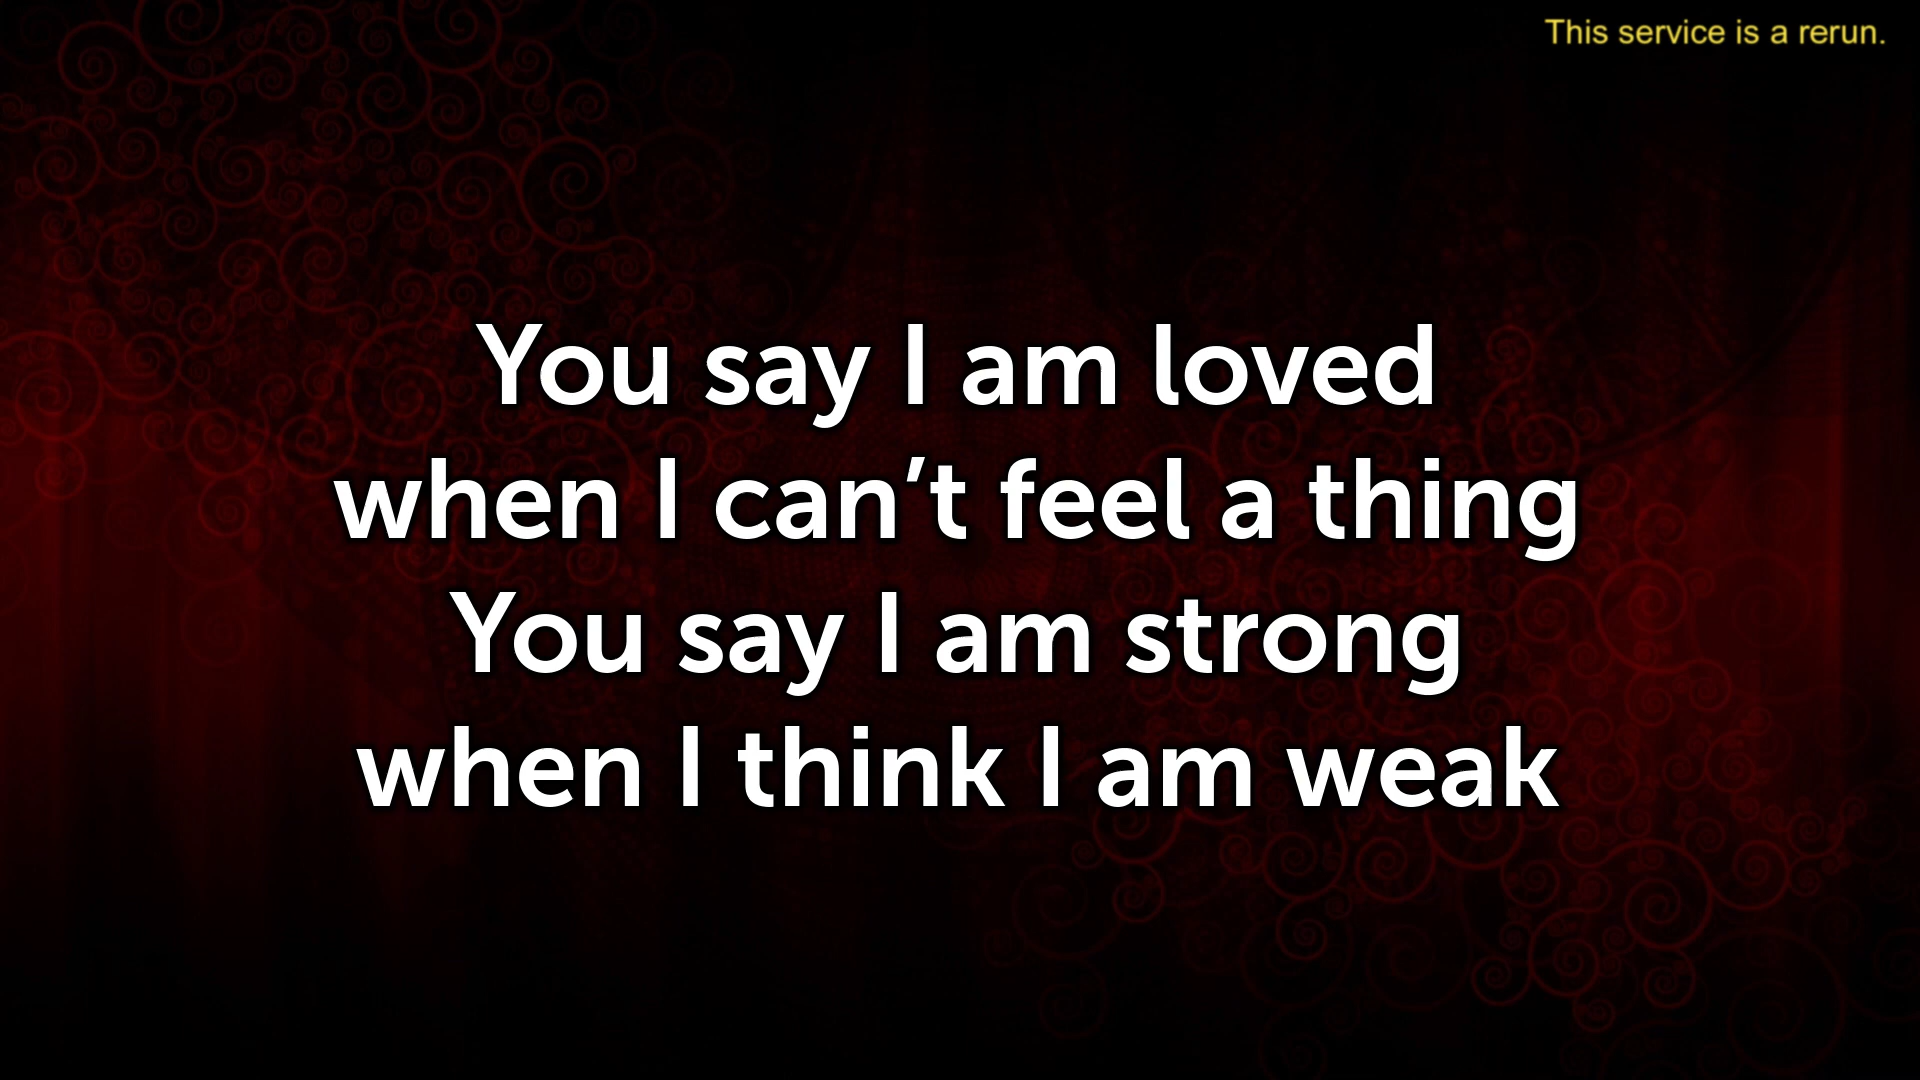 This service is a rerun.
You say I am loved
when I can’t feel a thing
You say I am strong
when I think I am weak